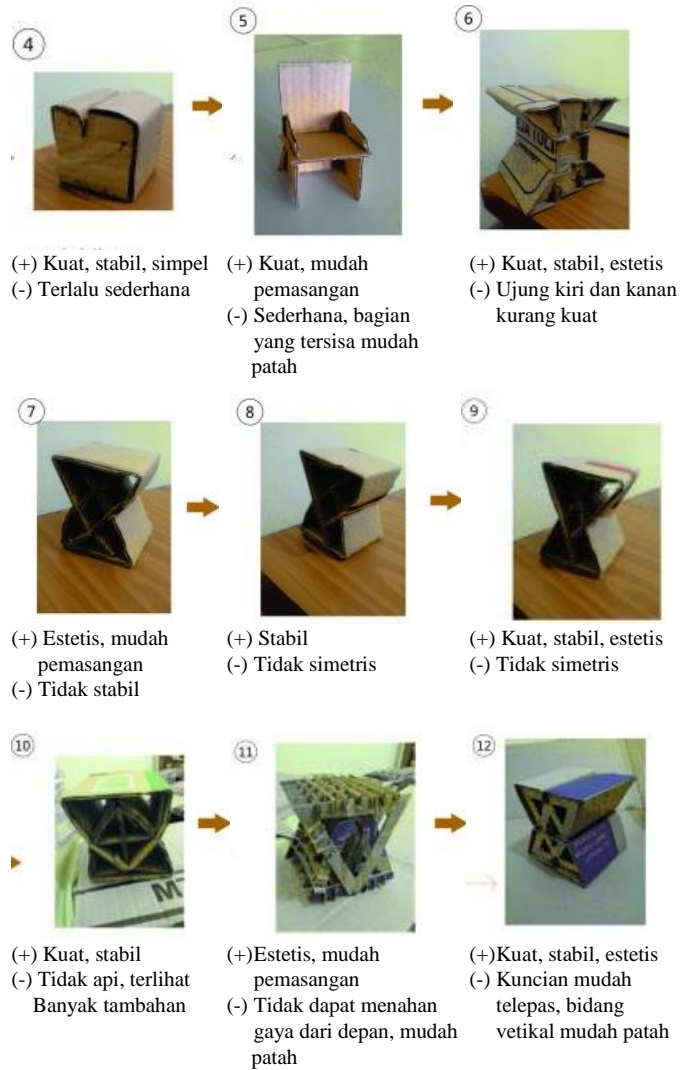 4
5
6
(+) Kuat, stabil, simpel
(-) Terlalu sederhana
(+) Kuat, mudah
pemasangan
(-) Sederhana, bagian
yang tersisa mudah
patah
(+) Kuat, stabil, estetis
(-) Ujung kiri dan kanan
kurang kuat
7
8
9
(+) Estetis, mudah
pemasangan
(-) Tidak stabil
(+) Stabil
(-) Tidak simetris
(+) Kuat, stabil, estetis
(-) Tidak simetris
10
11
12
(+) Kuat, stabil
(-) Tidak api, terlihat
Banyak tambahan
(+)Estetis, mudah
pemasangan
(-) Tidak dapat menahan
gaya dari depan, mudah
patah
(+)Kuat, stabil, estetis
(-) Kuncian mudah
telepas, bidang
vetikal mudah patah